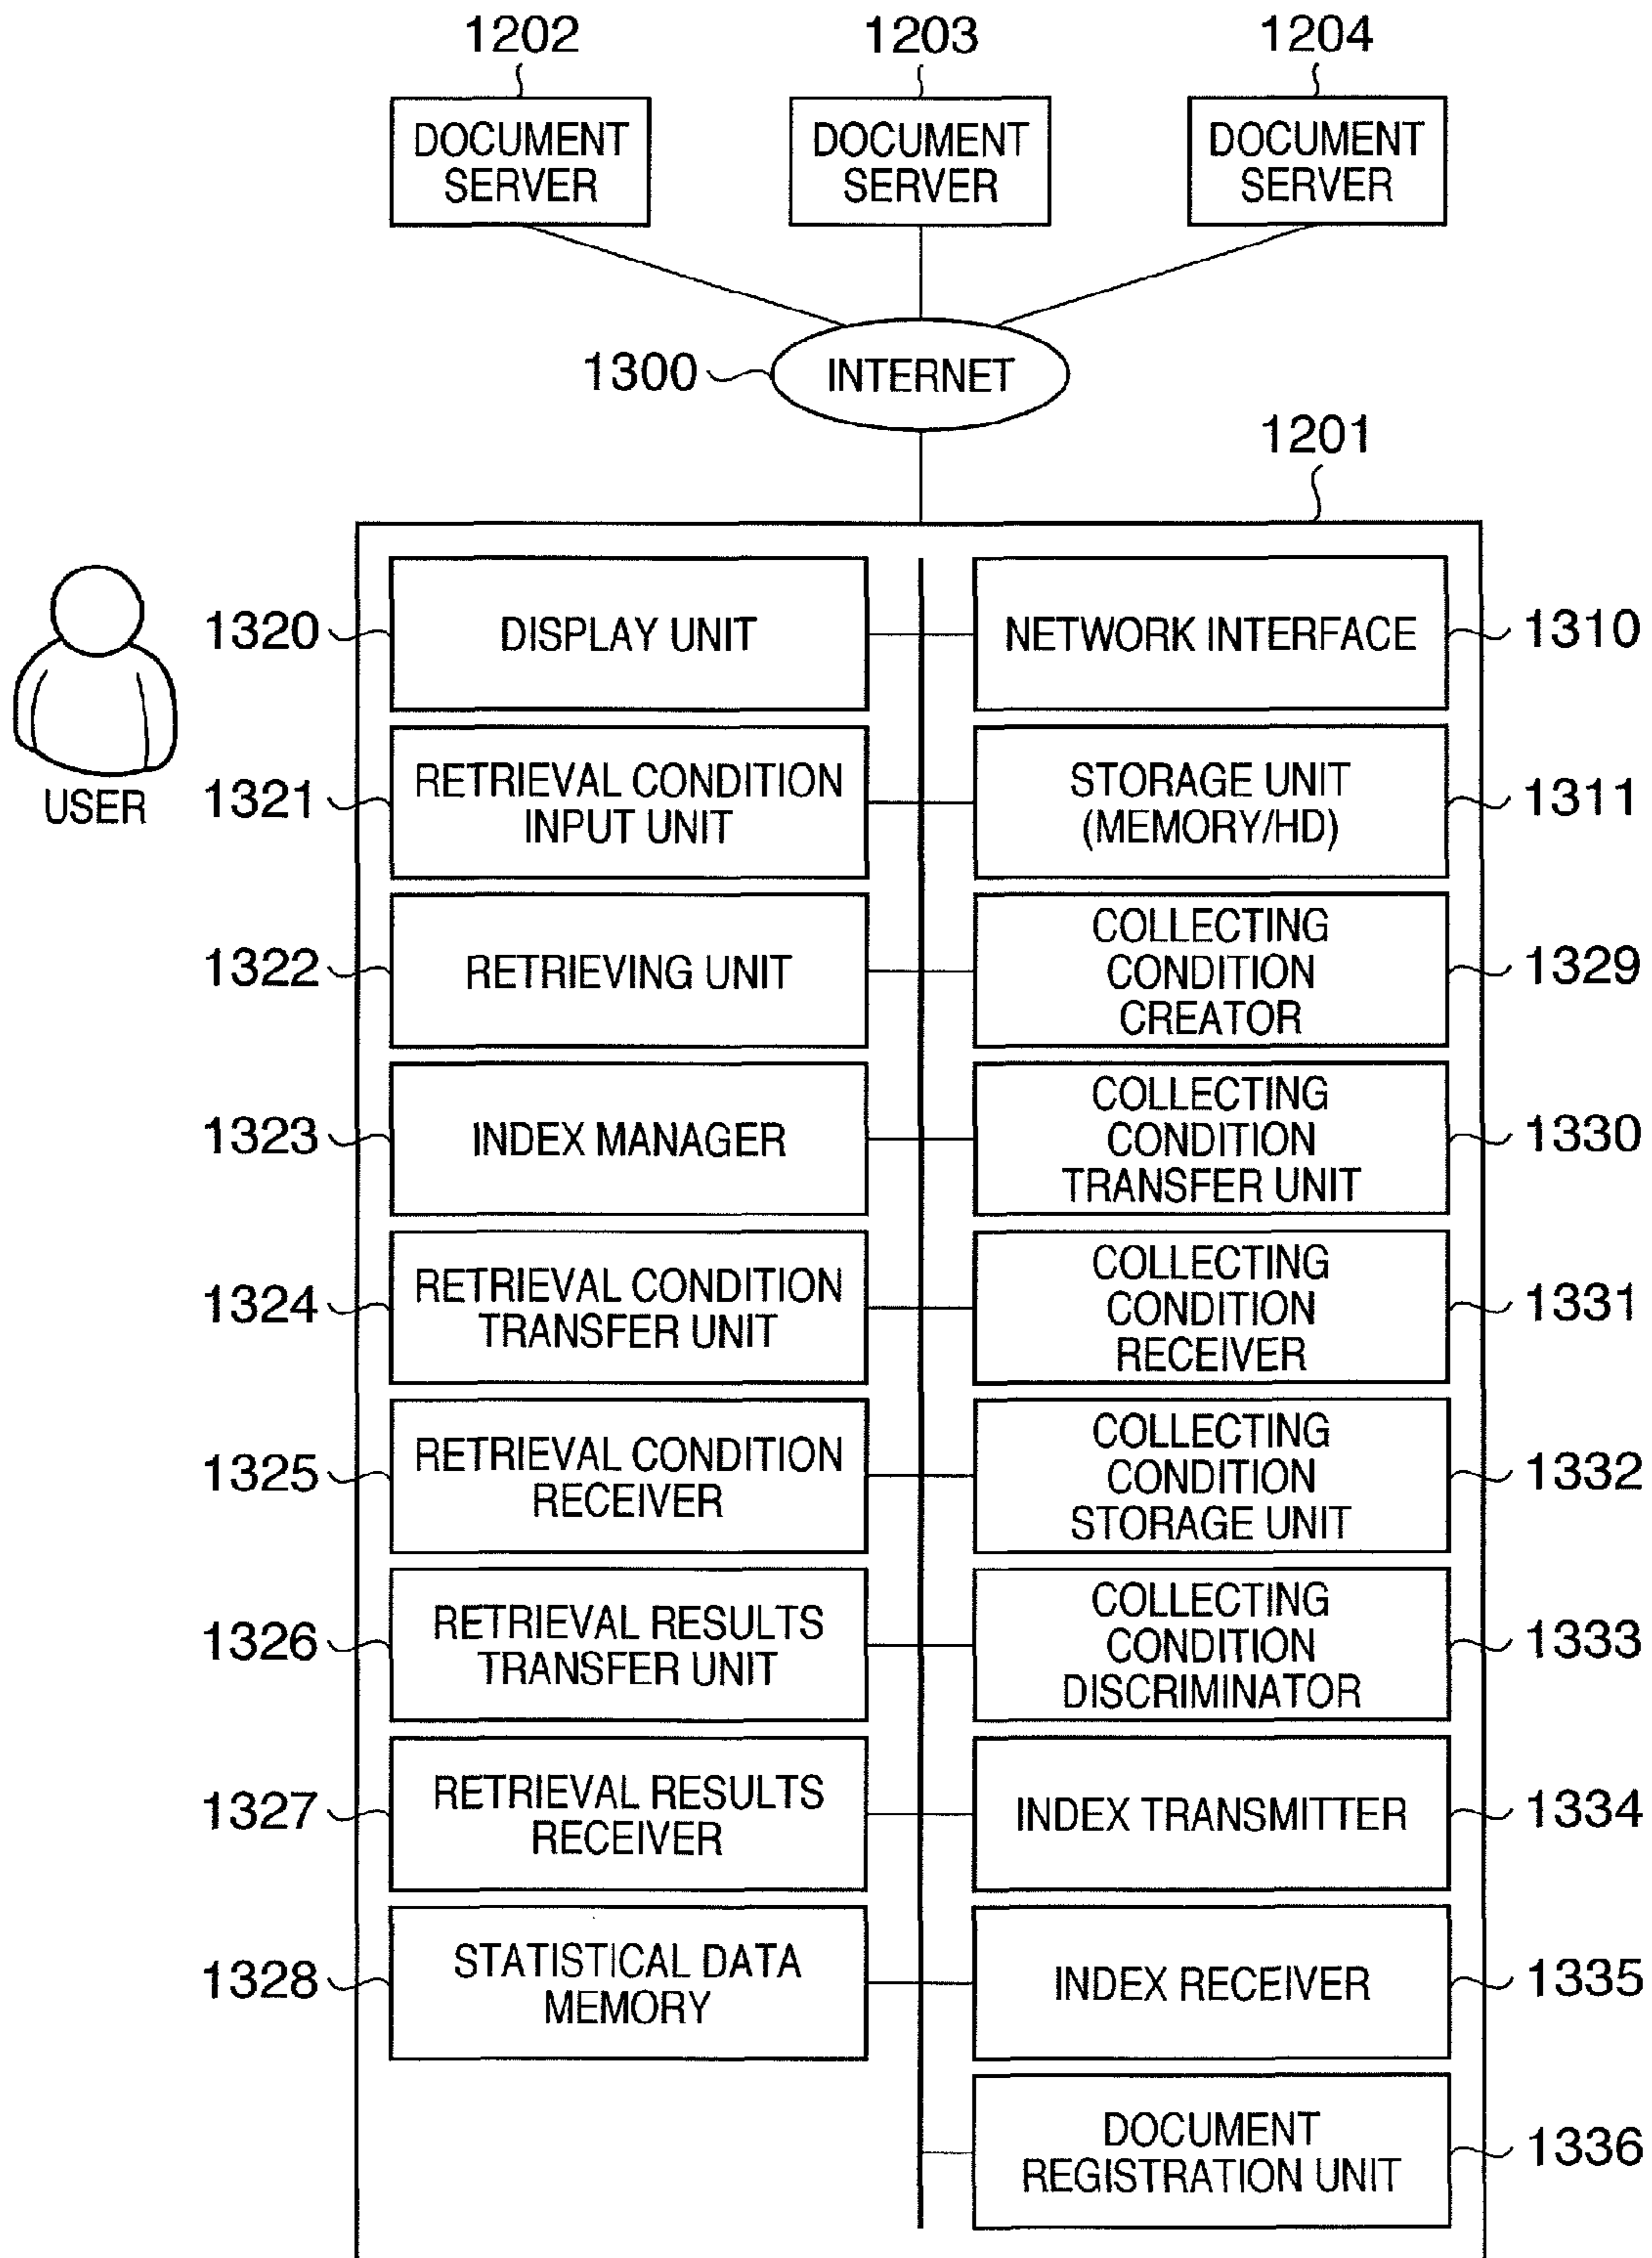 1202
1203
1204
DOCUMENT
SERVER
DOCUMENT
SERVER
DOCUMENT
SERVER
1300
INTERNET
1201
USER
1320
DISPLAY UNIT
NETWORK INTERFACE
1310
1321
RETRIEVAL CONDITION
INPUT UNIT
STORAGE UNIT
(MEMORY/HD)
1311
1322
RETRIEVING UNIT
COLLECTING
CONDITION
CREATOR
1329
1323
INDEX MANAGER
COLLECTING
CONDITION
TRANSFER UNIT
1330
1324
RETRIEVAL CONDITION
TRANSFER UNIT
COLLECTING
CONDITION
RECEIVER
1331
1325
RETRIEVAL CONDITION
RECEIVER
COLLECTING
CONDITION
STORAGE UNIT
1332
1326
RETRIEVAL RESULTS
TRANSFER UNIT
COLLECTING
CONDITION
DISCRIMINATOR
1333
1327
RETRIEVAL RESULTS
RECEIVER
INDEX TRANSMITTER
1334
1328
STATISTICAL DATA
MEMORY
INDEX RECEIVER
1335
DOCUMENT
REGISTRATION UNIT
1336